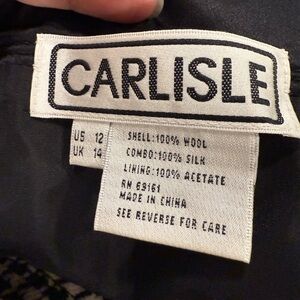 CARLISLE
US 12
UK 14
SHELL:100% WOOL
COMBO:100% SILK
LINING:100% ACETATE
RN 69161
MADE IN CHINA
SEE REVERSE FOR CARE